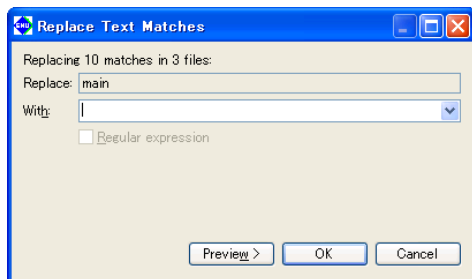 Replace Text Matches
Replacing 10 matches in 3 files:
Replace: main
With:
Regular expression
Preview > OK Cancel